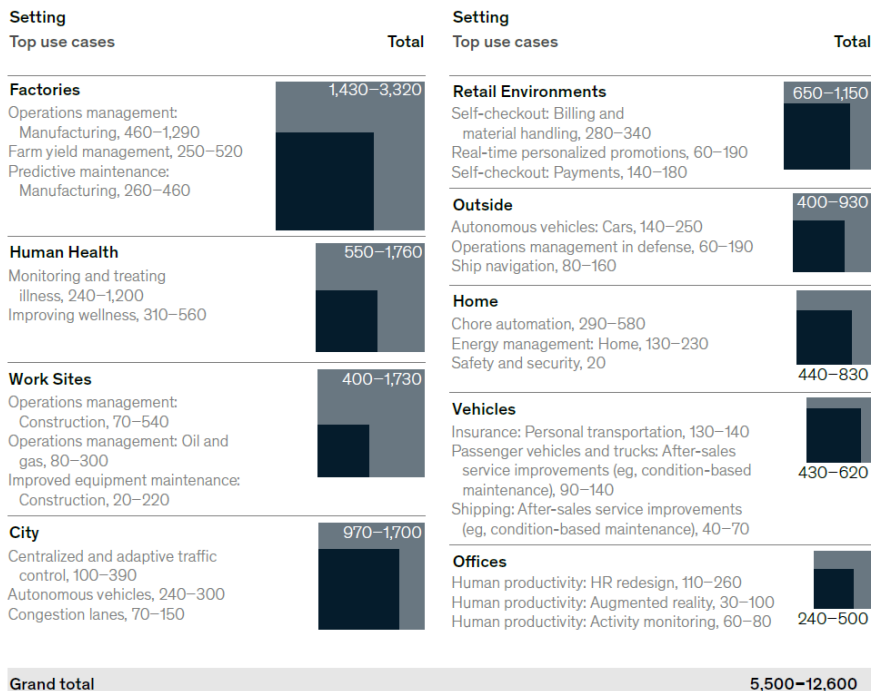 Setting
Top use cases Total
Factories 1,430–3,320
Operations management:
Manufacturing, 460–1,290
Farm yield management, 250–520
Predictive maintenance:
Manufacturing, 260–460
Human Health 550–1,760
Monitoring and treating
illness, 240–1,200
Improving wellness, 310–560
Work Sites 400–1,730
Operations management:
Construction, 70–540
Operations management: Oil and
gas, 80–300
Improved equipment maintenance:
Construction, 20–220
City 970–1,700
Centralized and adaptive traffic
control, 100–390
Autonomous vehicles, 240–300
Congestion lanes, 70–150
Setting
Top use cases Total
Retail Environments 650–1,150
Self-checkout: Billing and
material handling, 280–340
Real-time personalized promotions, 60–190
Self-checkout: Payments, 140–180
Outside 400–930
Autonomous vehicles: Cars, 140–250
Operations management in defense, 60–190
Ship navigation, 80–160
Home
Chore automation, 290–580
Energy management: Home, 130–230
Safety and security, 20
440–830
Vehicles
Insurance: Personal transportation, 130–140
Passenger vehicles and trucks: After-sales
service improvements (eg, condition-based
maintenance), 90–140
430–620
Shipping: After-sales service improvements
(eg, condition-based maintenance), 40–70
Offices
Human productivity: HR redesign, 110–260
Human productivity: Augmented reality, 30–100
Human productivity: Activity monitoring, 60–80 240–500
Grand total 5,500–12,600